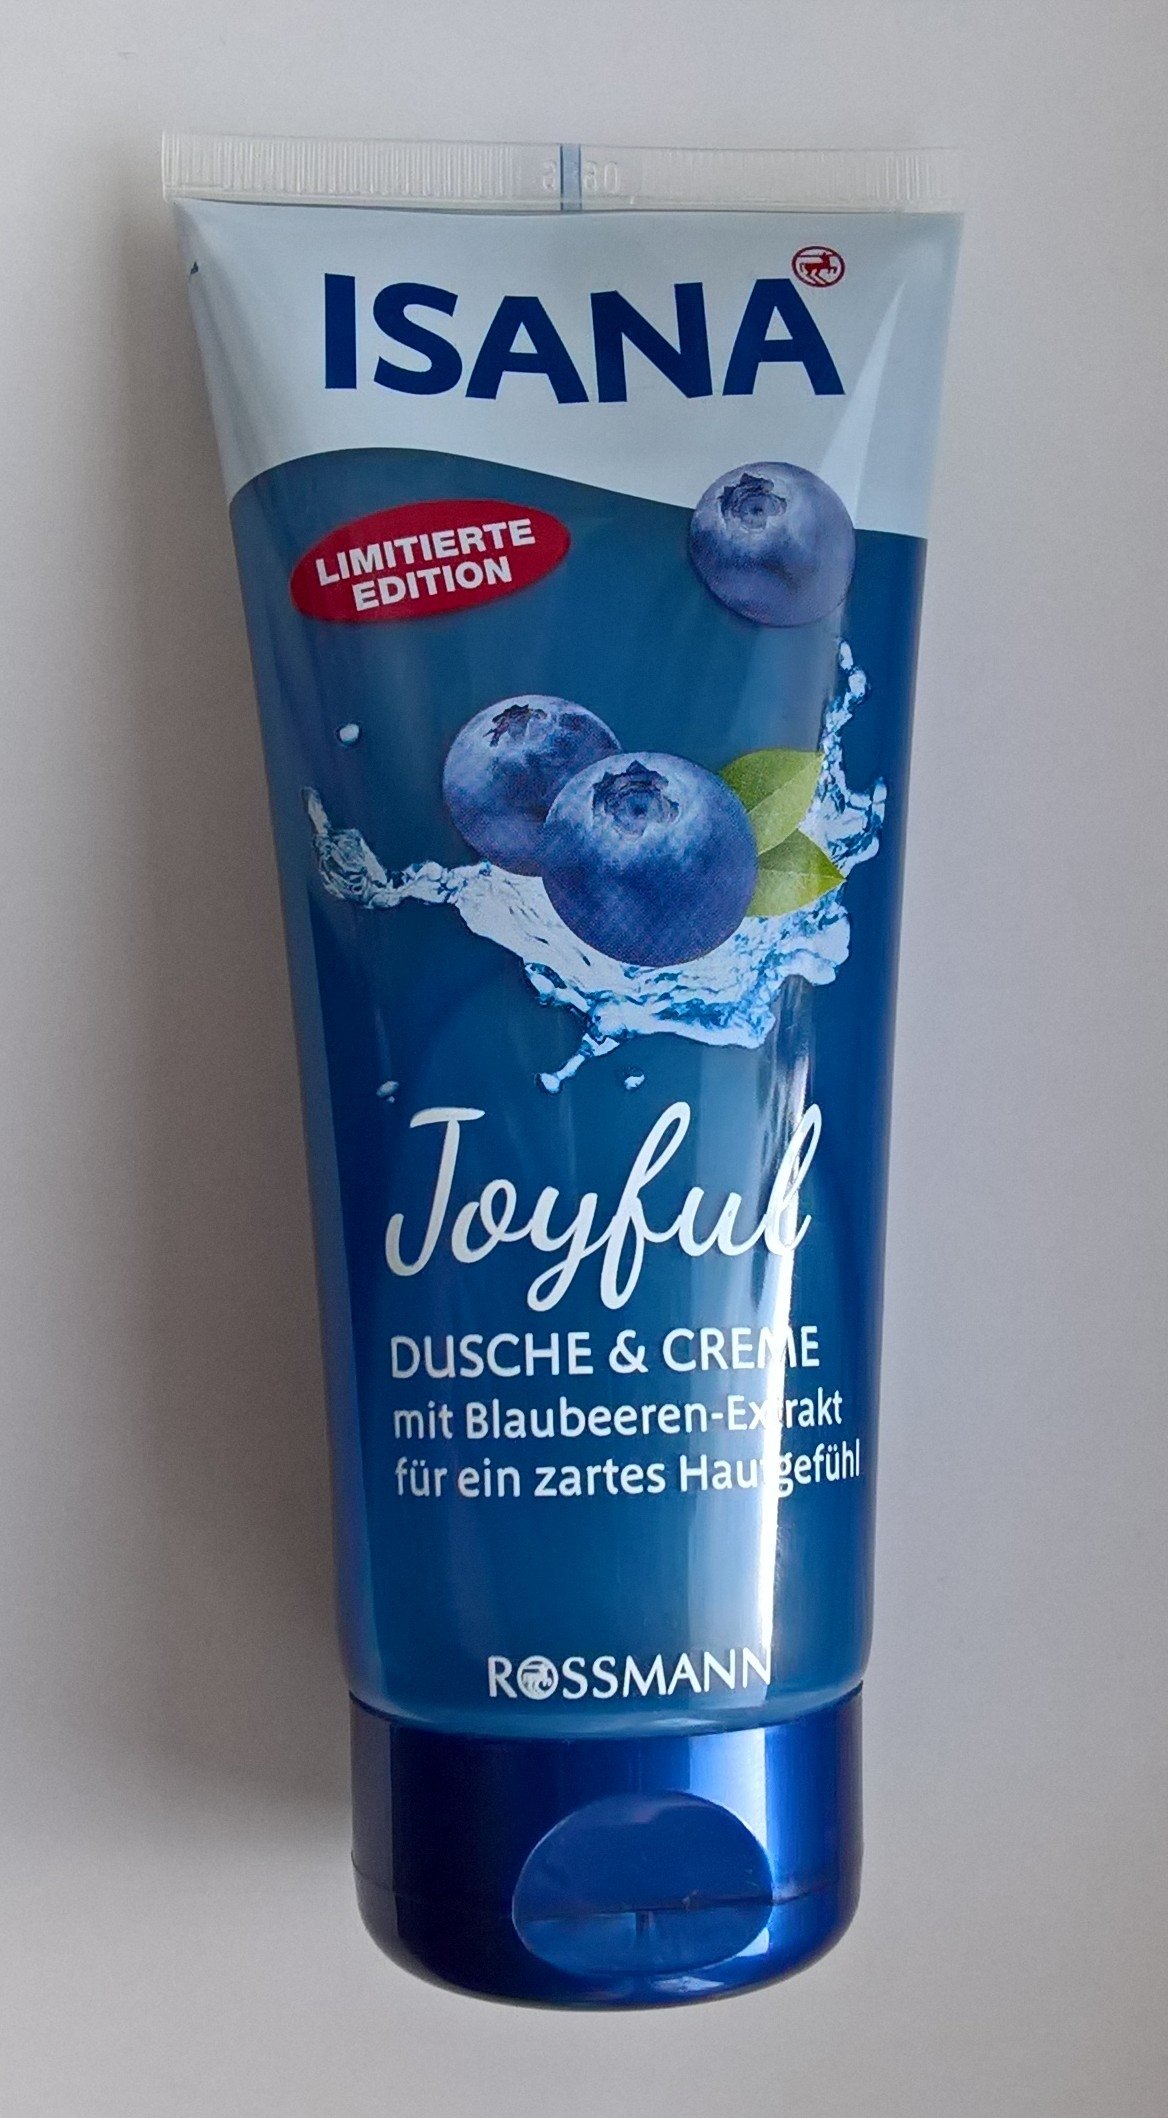 ISANA
LIMITIERTE
EDITION
Joyful
DUSCHE & CREME
mit Blaubeeren-Extrakt
für ein zartes Hautgefühl
ROSSMANN